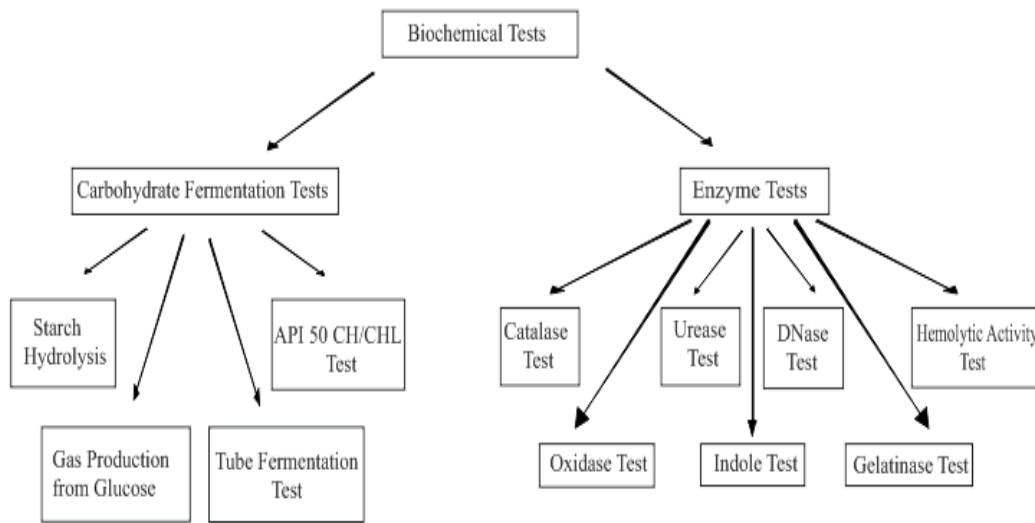 Biochemical Tests
Carbohydrate Fermentation Tests
Enzyme Tests
Starch
Hydrolysis
API 50 CH/CHL
Test
Catalase
Test
Urease
Test
DNase
Test
Hemolytic Activity
Test
Gas Production
from Glucose
Tube Fermentation
Test
Oxidase Test
Indole Test
Gelatinase Test